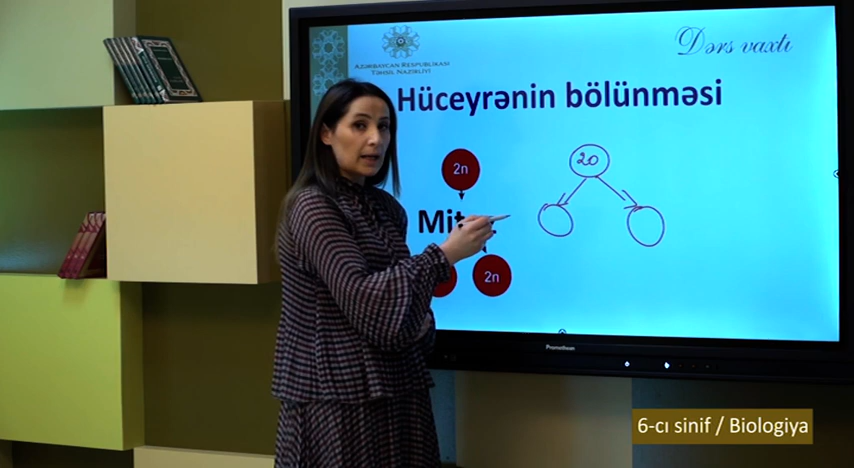 Dərs vaxtı
AZƏRBAYCAN RESPUBLİKASI
TƏHSİL NAZİRLİYİ
Hüceyrənin bölünməsi
2n
20
2n
Promethean
6-cı sinif / Biologiya